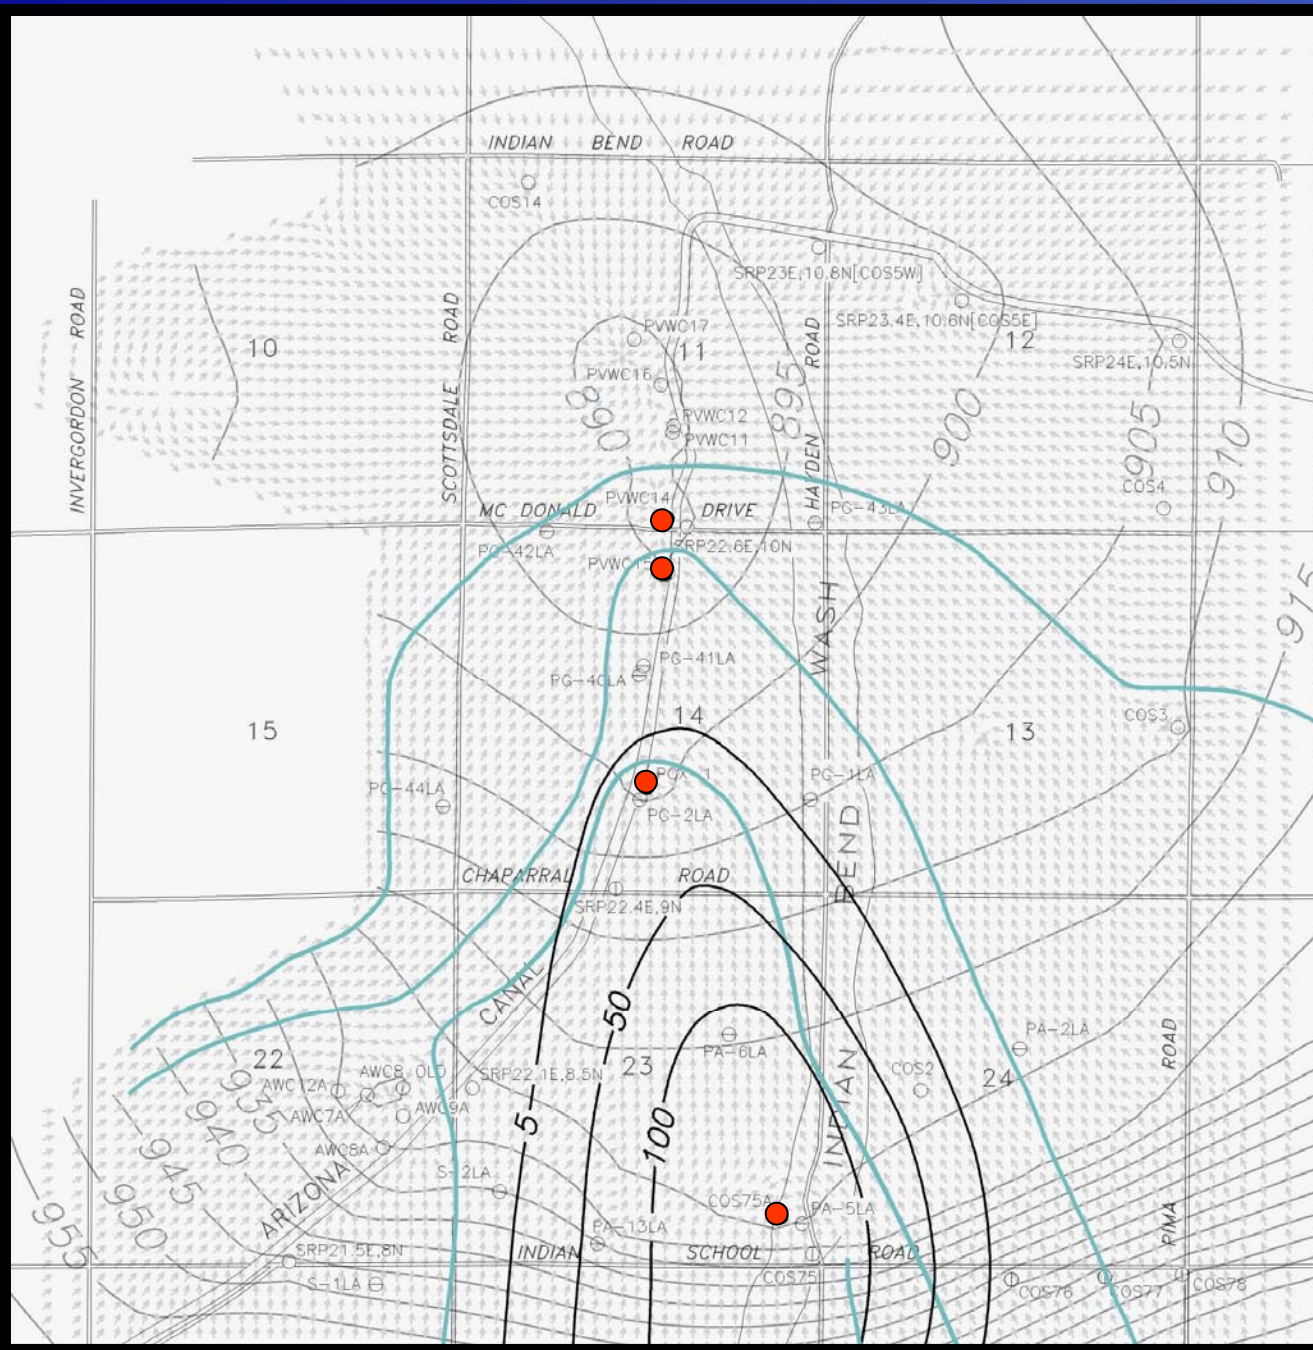 INDIAN BEND ROAD
COS14
SRP23E,10.8N[COS5W]
SRP23.4E,10.6N[COS5E]
INVERGORDON ROAD
SCOTTSDALE ROAD
HAYDEN ROAD
10
PVWC17
11
12
SRP24E,10.5N
PVWC16
890
895
900
905
910
PVWC12
PVWC11
COS4
PVWC14
MC DONALD DRIVE
PG-43LA
PG-42LA
SRP22.6E,10N
915
PG-41LA
PG-40LA
14
15
13
COS3
PG-44LA
PG-1LA
PG-2LA
INDIAN BEND WASH
CHAPARRAL ROAD
SRP22.4E,9N
ARIZONA CANAL
50
PA-6LA
PA-2LA
PIMA ROAD
22
23
24
COS2
AWC8 OLD
SRP22.1E,8.5N
AWC12A
AWC7A
AWC9A
935
940
945
950
955
5
100
AWC8A
S-2LA
COS75A
PA-5LA
PA-13LA
SRP21.5E,8N
INDIAN SCHOOL ROAD
S-1LA
COS75
COS76
COS77
COS78